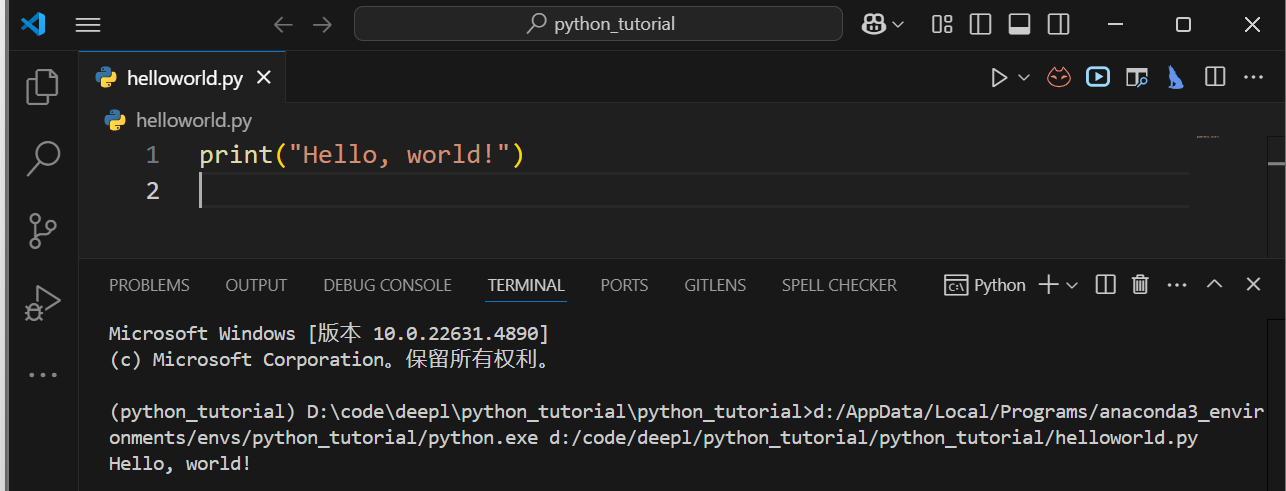 python_tutorial
helloworld.py
helloworld.py
1 print("Hello, world!")
2
PROBLEMS OUTPUT DEBUG CONSOLE TERMINAL PORTS GITLENS SPELL CHECKER Python
Microsoft Windows [版本 10.0.22631.4890]
(c) Microsoft Corporation。保留所有权利。
(python_tutorial) D:\code\deepl\python_tutorial\python_tutorial>d:/AppData/Local/Programs/anaconda3_envir
onments/envs/python_tutorial/python.exe d:/code/deepl/python_tutorial/python_tutorial/helloworld.py
Hello, world!